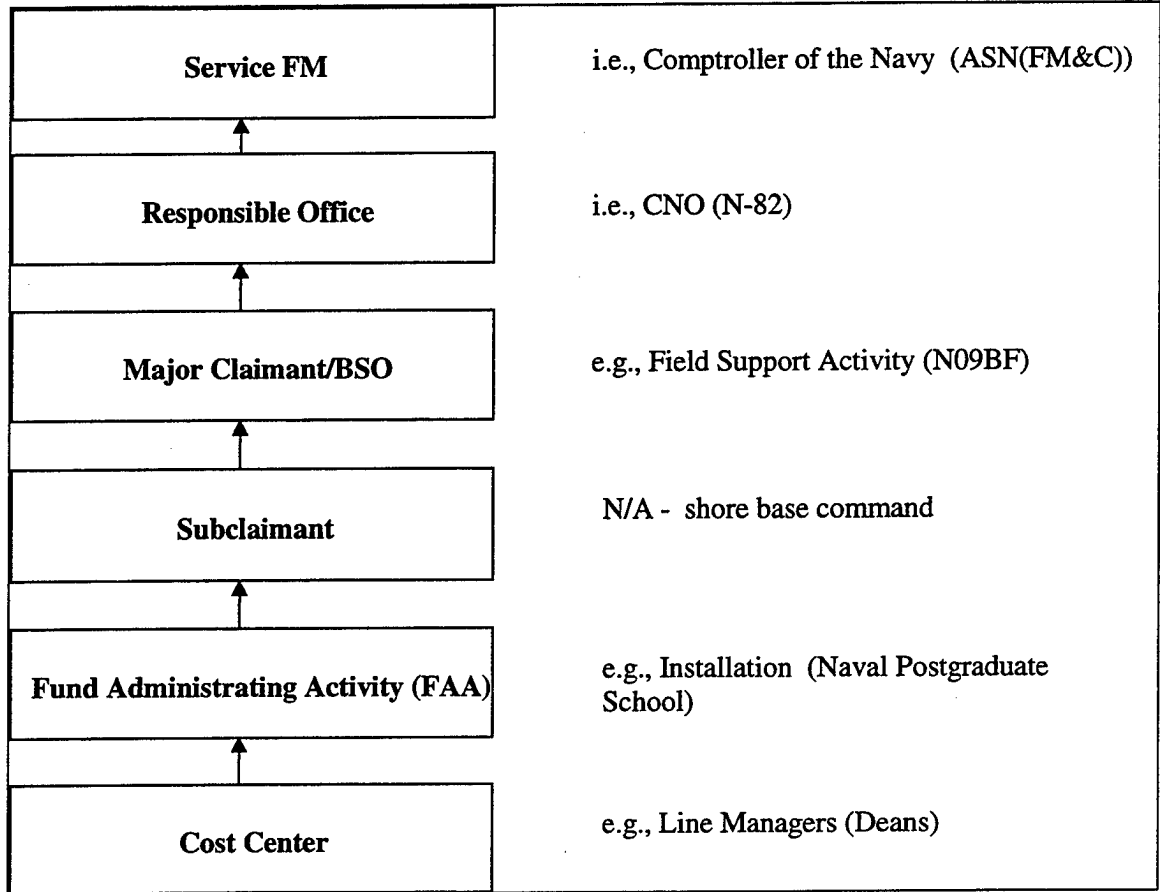 Service FM
i.e., Comptroller of the Navy (ASN(FM&C))
Responsible Office
i.e., CNO (N-82)
Major Claimant/BSO
e.g., Field Support Activity (N09BF)
Subclaimant
N/A - shore base command
Fund Administrating Activity (FAA)
e.g., Installation (Naval Postgraduate
School)
Cost Center
e.g., Line Managers (Deans)